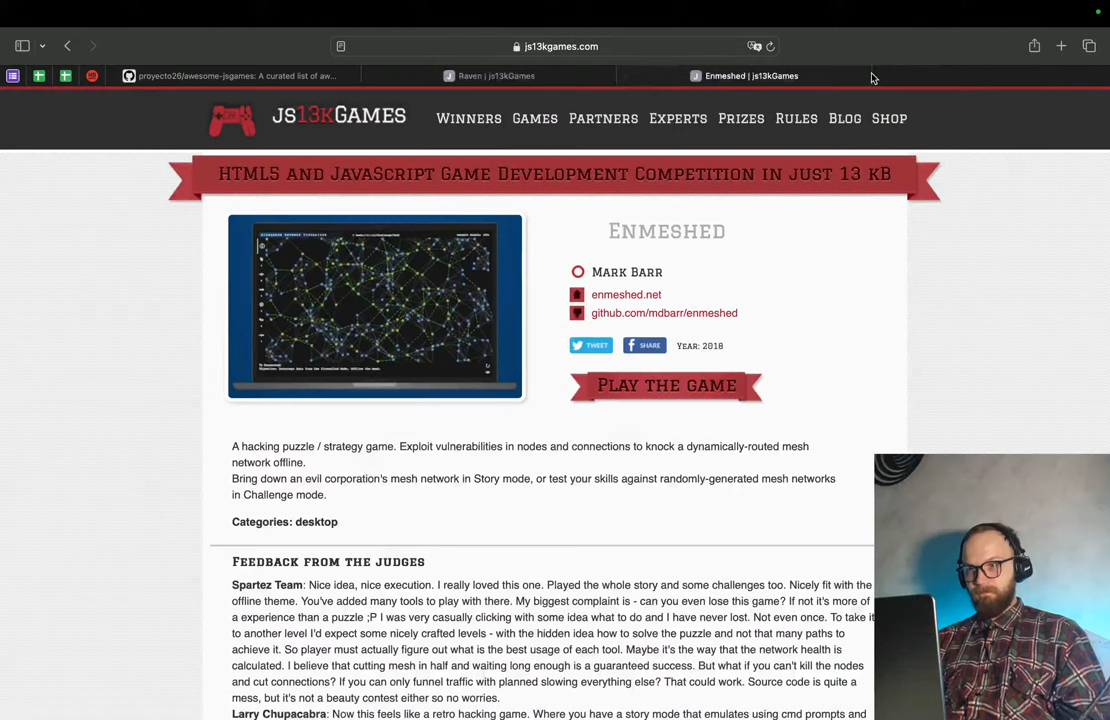 js13kgames.com
proyecto26/awesome-jsgames: A curated list of aw...
Raven | js13kGames
Enmeshed | js13kGames
JS13KGAMES
WINNERS GAMES PARTNERS EXPERTS PRIZES RULES BLOG SHOP
HTML5 AND JAVASCRIPT GAME DEVELOPMENT COMPETITION IN JUST 13 KB
ENMESHED
MARK BARR
enmeshed.net
github.com/mdbarr/enmeshed
TWEET SHARE YEAR: 2018
PLAY THE GAME
A hacking puzzle / strategy game. Exploit vulnerabilities in nodes and connections to knock a dynamically-routed mesh
network offline.
Bring down an evil corporation's mesh network in Story mode, or test your skills against randomly-generated mesh networks
in Challenge mode.
Categories: desktop
FEEDBACK FROM THE JUDGES
Spartez Team: Nice idea, nice execution. I really loved this one. Played the whole story and some challenges too. Nicely fit with the
offline theme. You've added many tools to play with there. My biggest complaint is - can you even lose this game? If not it's more of
a experience than a puzzle ;P I was very casually clicking with some idea what to do and I have never lost. Not even once. To take it
to another level I'd expect some nicely crafted levels - with the hidden idea how to solve the puzzle and not that many paths to
achieve it. So player must actually figure out what is the best usage of each tool. Maybe it's the way that the network health is
calculated. I believe that cutting mesh in half and waiting long enough is a guaranteed success. But what if you can't kill the nodes
and cut connections? If you can only funnel traffic with planned slowing everything else? That could work. Source code is quite a
mess, but it's not a beauty contest either so no worries.
Larry Chupacabra: Now this feels like a retro hacking game. Where you have a story mode that emulates using cmd prompts and